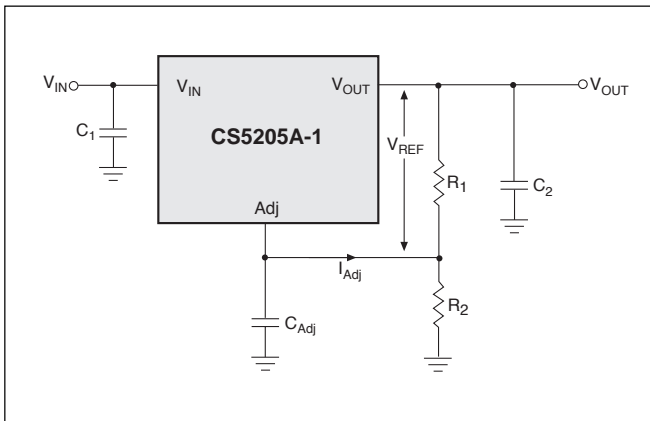 V_IN
V_IN
V_OUT
V_OUT
C_1
CS5205A-1
V_REF
R_1
C_2
Adj
I_Adj
R_2
C_Adj